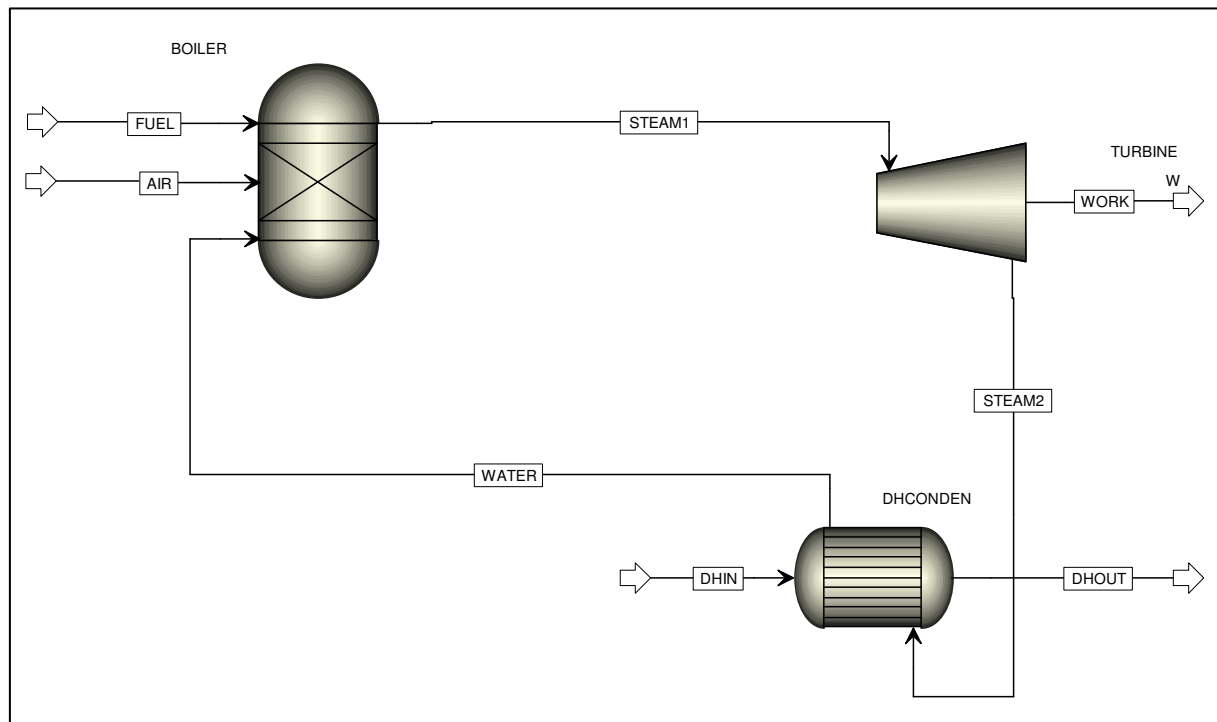 BOILER
FUEL
STEAM1
TURBINE
AIR
W
WORK
STEAM2
WATER
DHCONDEN
DHIN
DHOUT